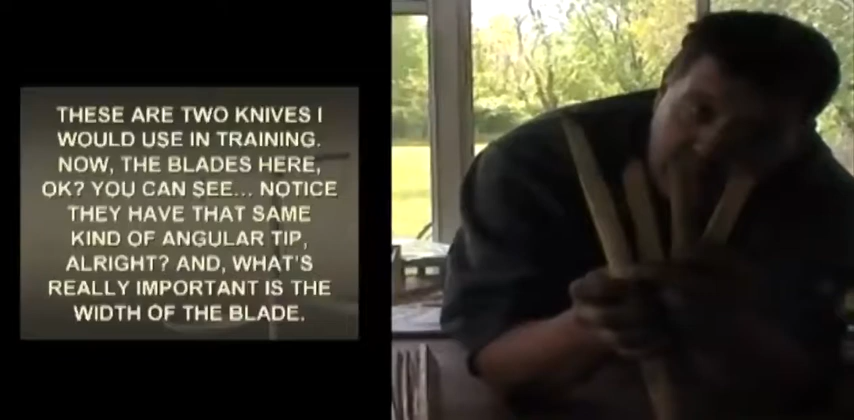 THESE ARE TWO KNIVES I
WOULD USE IN TRAINING.
NOW, THE BLADES HERE,
OK? YOU CAN SEE... NOTICE
THEY HAVE THAT SAME
KIND OF ANGULAR TIP,
ALRIGHT? AND, WHAT'S
REALLY IMPORTANT IS THE
WIDTH OF THE BLADE.